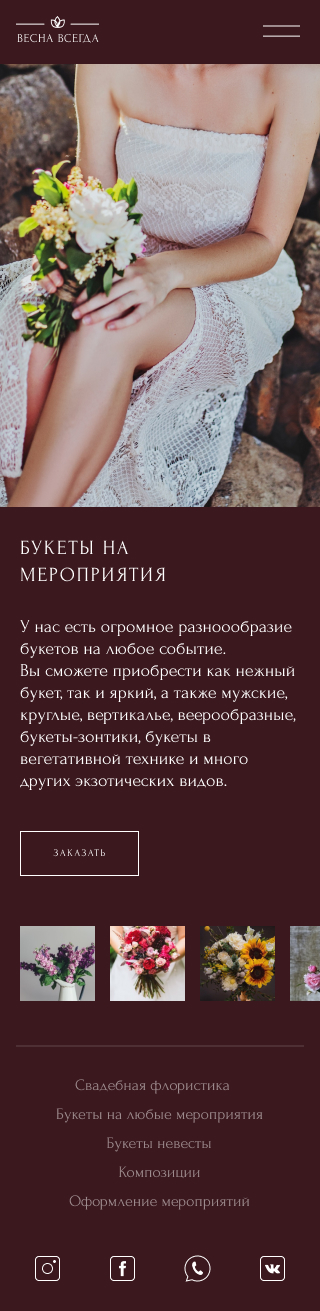 ВЕСНА ВСЕГДА
БУКЕТЫ НА
МЕРОПРИЯТИЯ
У нас есть огромное разноообразие
букетов на любое событие.
Вы сможете приобрести как нежный
букет, так и яркий, а также мужские,
круглые, вертикалье, веерообразные,
букеты-зонтики, букеты в
вегетативной технике и много
других экзотических видов.
ЗАКАЗАТЬ
Свадебная флористика
Букеты на любые мероприятия
Букеты невесты
Композиции
Оформление мероприятий